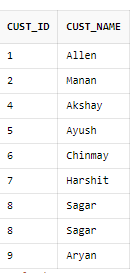 CUST_ID CUST_NAME
1 Allen
2 Manan
4 Akshay
5 Ayush
6 Chinmay
7 Harshit
8 Sagar
8 Sagar
9 Aryan